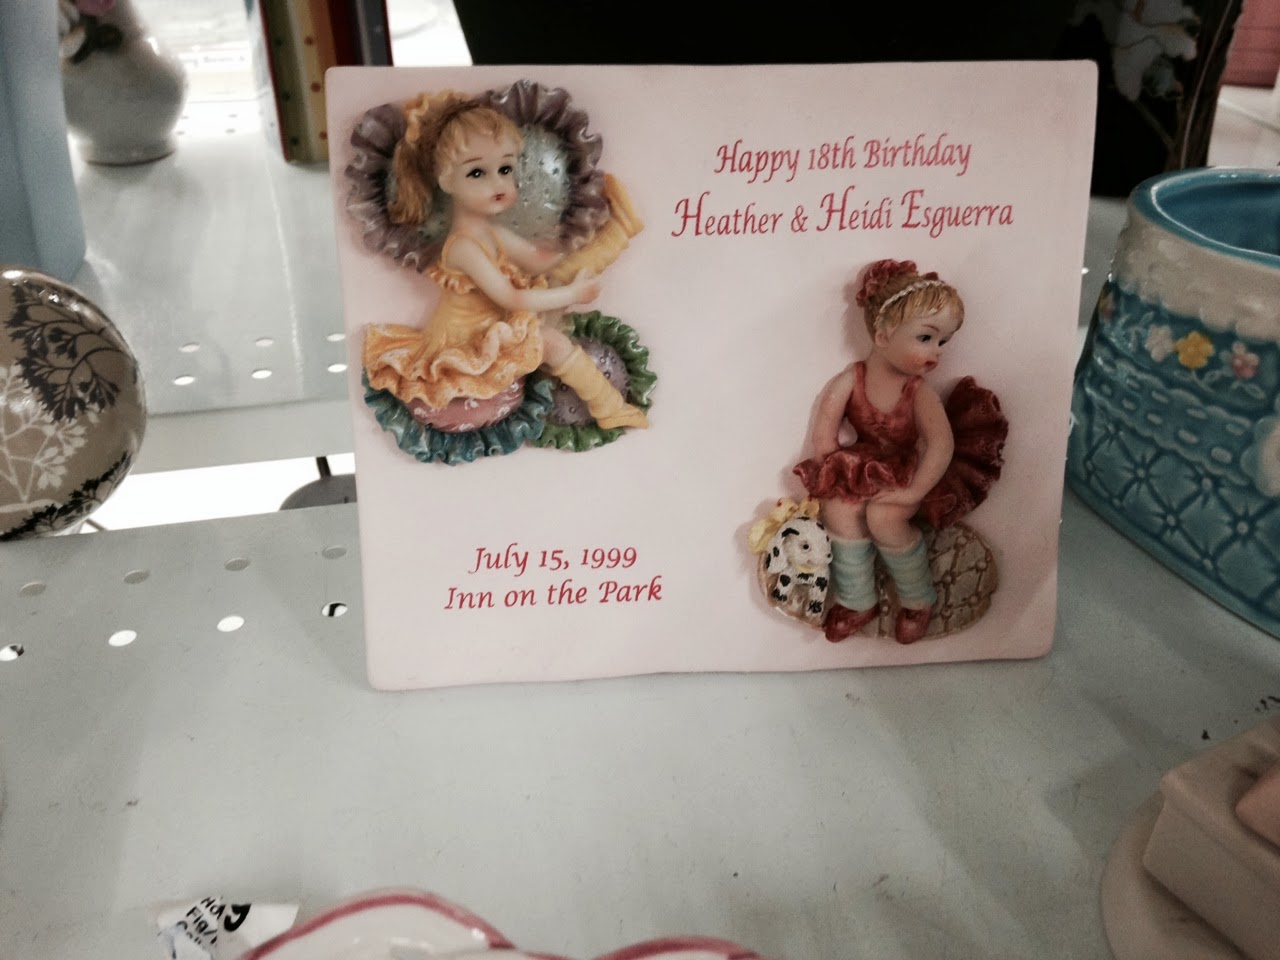 Happy 18th Birthday
Heather & Heidi Esguerra
July 15, 1999
Inn on the Park